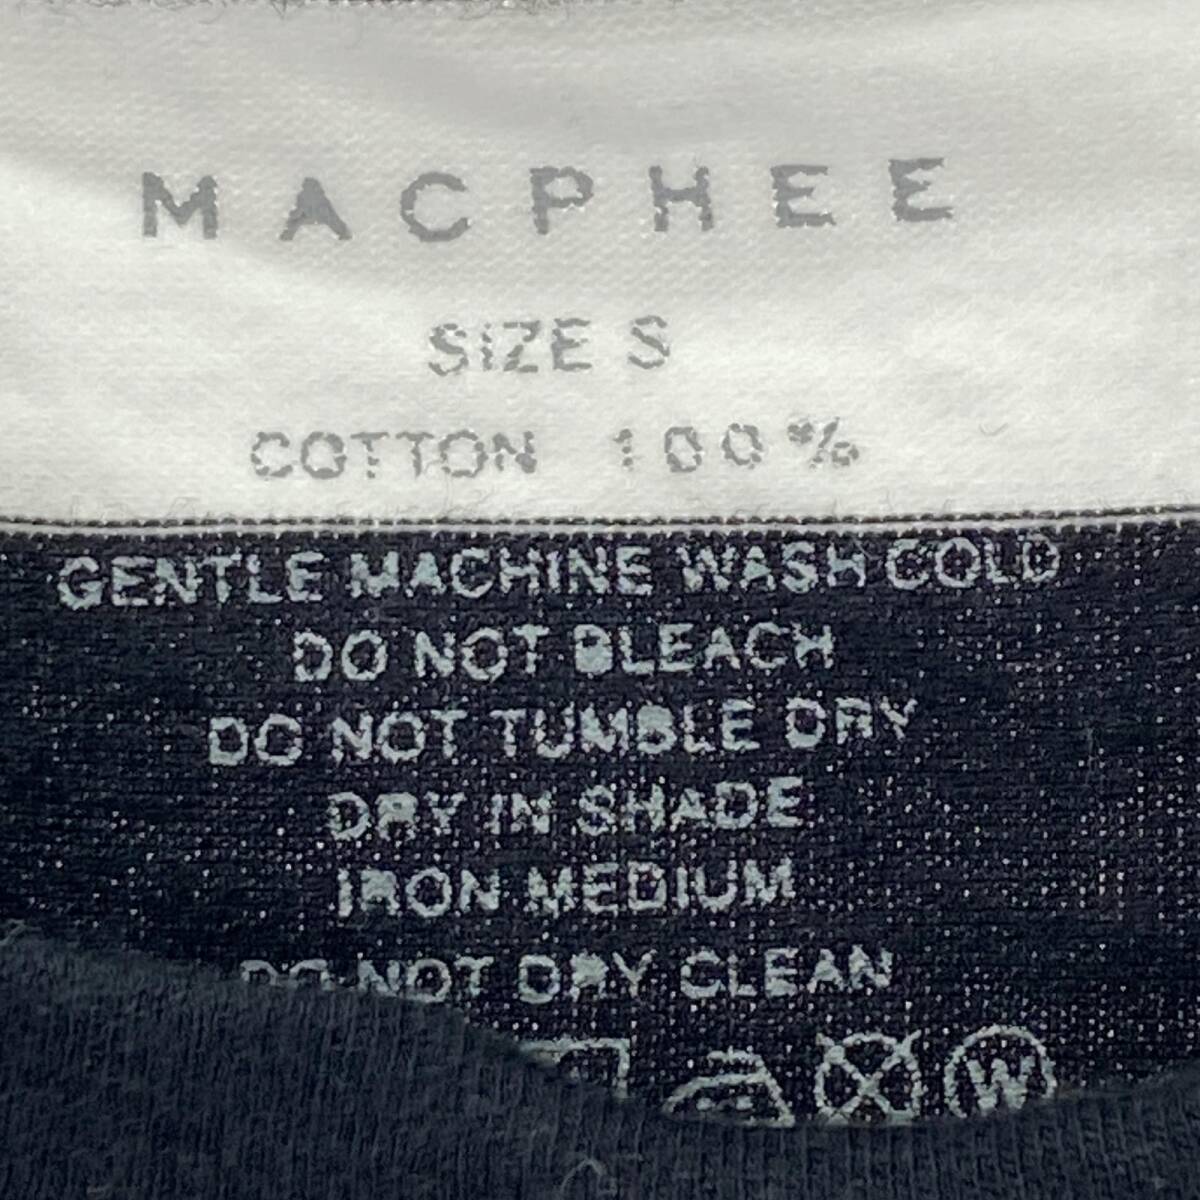 MACPHEE
SIZE S
COTTON 100%
GENTLE MACHINE WASH COLD
DO NOT BLEACH
DO NOT TUMBLE DRY
DRY IN SHADE
IRON MEDIUM
DO NOT DRY CLEAN
W